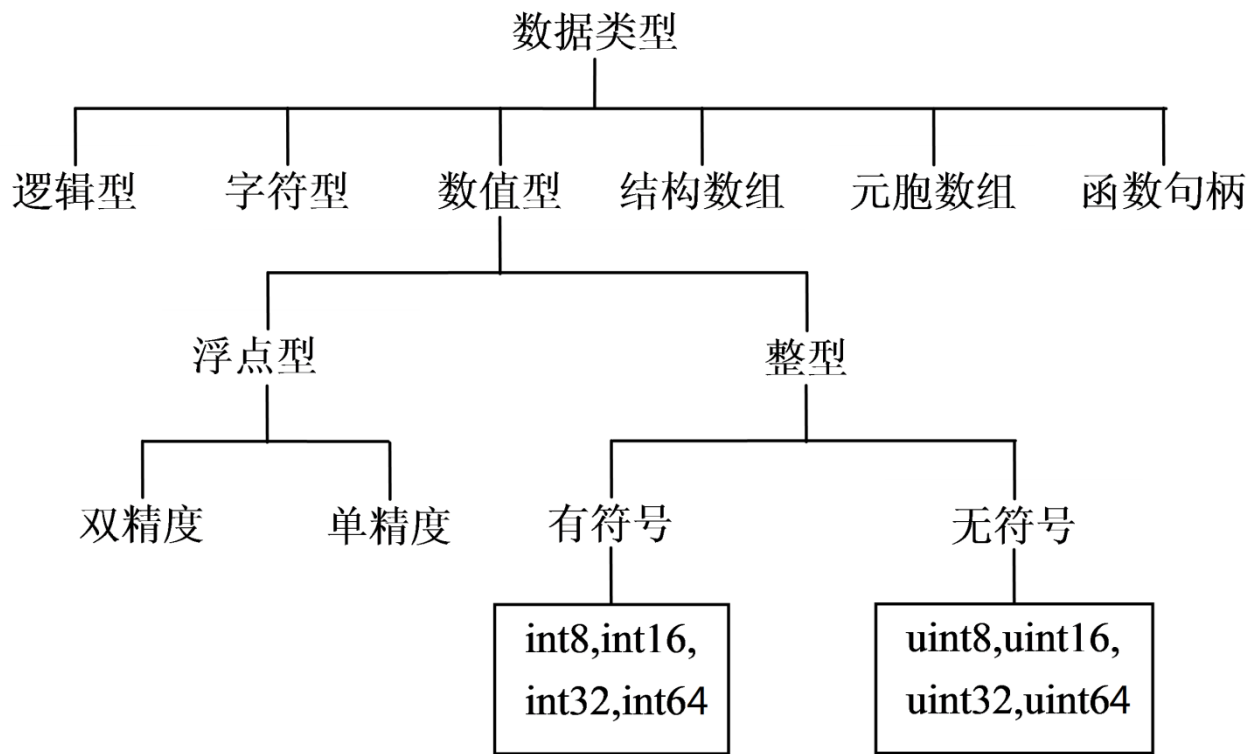 数据类型
逻辑型 字符型 数值型 结构数组 元胞数组 函数句柄
浮点型 整型
双精度 单精度 有符号 无符号
int8,int16, uint8,uint16,
int32,int64 uint32,uint64